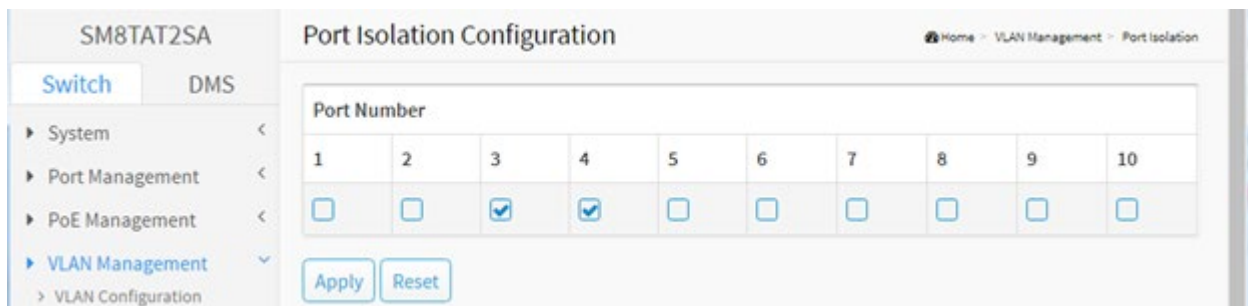 SM8TAT2SA
Switch DMS
System
Port Management
PoE Management
VLAN Management
> VLAN Configuration
Port Isolation Configuration
Home > VLAN Management > Port Isolation
Port Number
1 2 3 4 5 6 7 8 9 10
Apply Reset